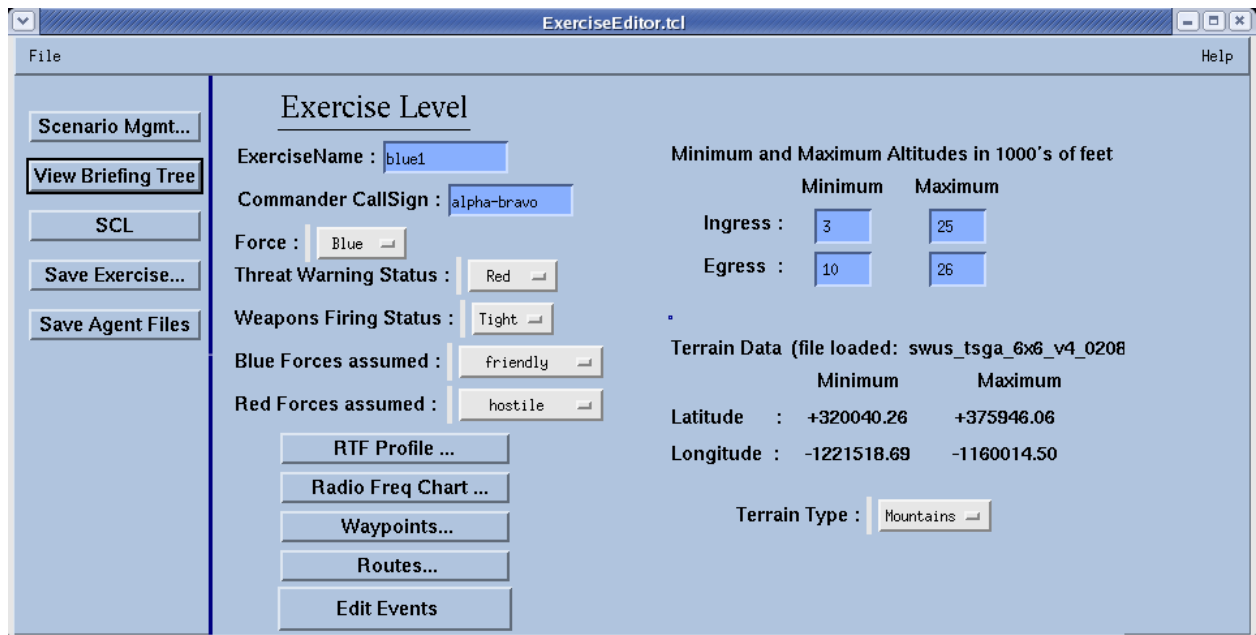 ExerciseEditor.tcl
File
Help
Scenario Mgmt...
View Briefing Tree
SCL
Save Exercise...
Save Agent Files
Exercise Level
ExerciseName : blue1
Commander CallSign : alpha-bravo
Force : Blue
Threat Warning Status : Red
Weapons Firing Status : Tight
Blue Forces assumed : friendly
Red Forces assumed : hostile
RTF Profile ...
Radio Freq Chart ...
Waypoints...
Routes...
Edit Events
Minimum and Maximum Altitudes in 1000's of feet
Minimum Maximum
Ingress : 3 25
Egress : 10 26
Terrain Data (file loaded: swus_tsga_6x6_v4_0208
Minimum Maximum
Latitude : +320040.26 +375946.06
Longitude : -1221518.69 -1160014.50
Terrain Type : Mountains